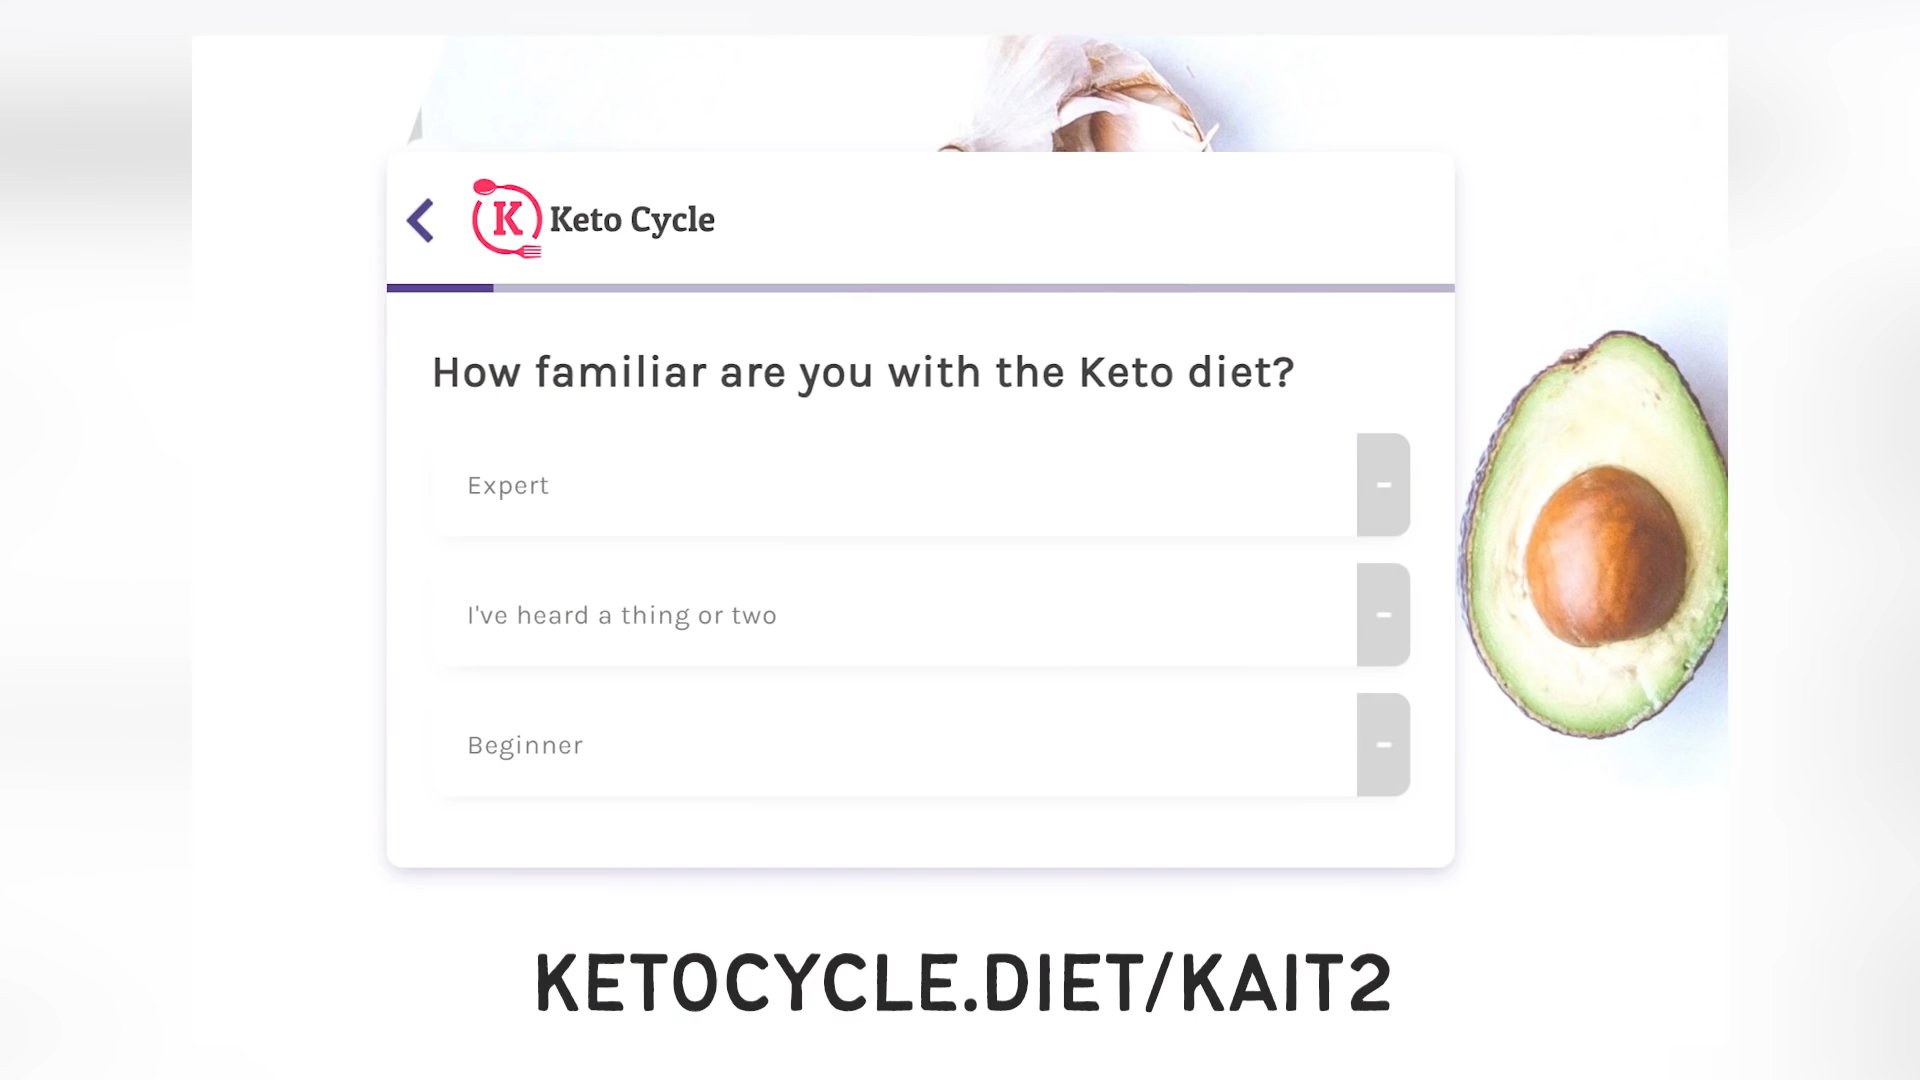 K Keto Cycle
How familiar are you with the Keto diet?
Expert
I've heard a thing or two
Beginner
KETOCYCLE.DIET/KAIT2